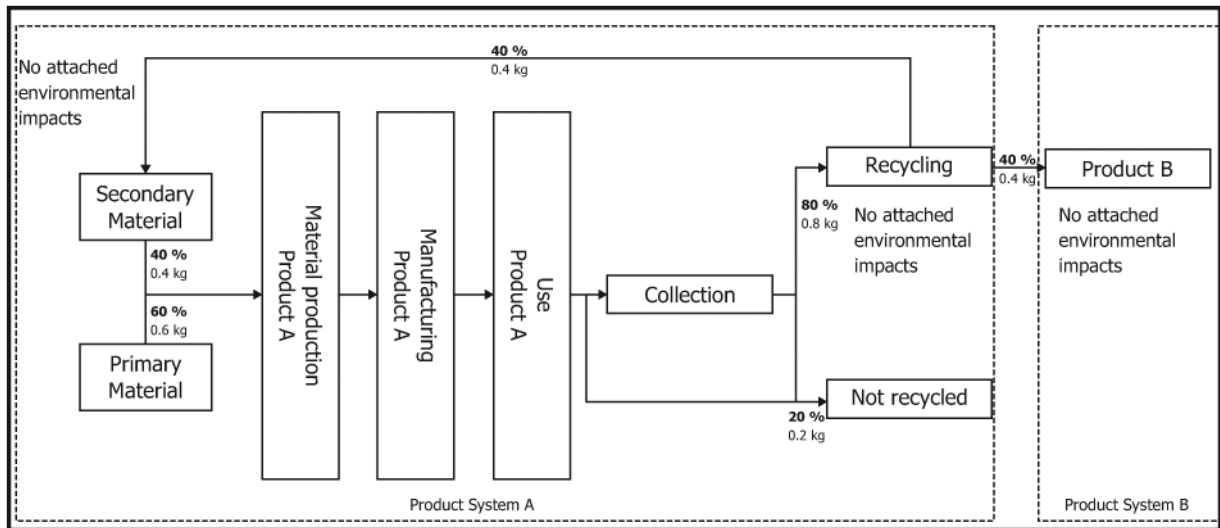 40 %
0.4 kg
No attached
environmental
impacts
Secondary
Material
40 %
0.4 kg
60 %
0.6 kg
Primary
Material
Material production
Product A
Manufacturing
Product A
Use
Product A
Collection
80 %
0.8 kg
Recycling
No attached
environmental
impacts
20 %
0.2 kg
Not recycled
Product System A
40 %
0.4 kg
Product B
No attached
environmental
impacts
Product System B